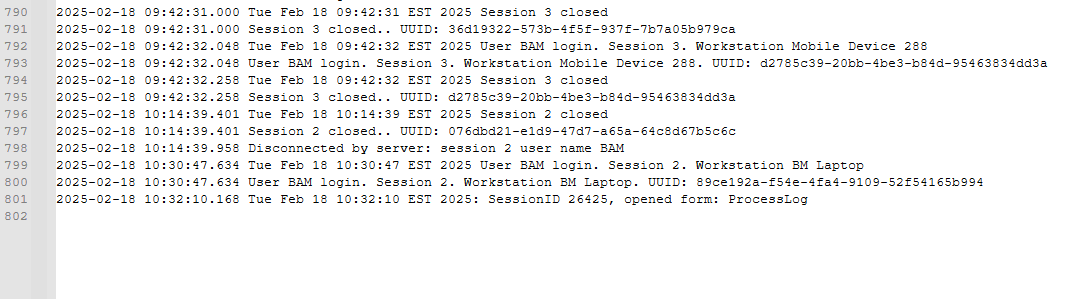 790 2025-02-18 09:42:31.000 Tue Feb 18 09:42:31 EST 2025 Session 3 closed
791 2025-02-18 09:42:31.000 Session 3 closed.. UUID: 36d19322-573b-4f5f-937f-7b7a05b979ca
792 2025-02-18 09:42:32.048 Tue Feb 18 09:42:32 EST 2025 User BAM login. Session 3. Workstation Mobile Device 288
793 2025-02-18 09:42:32.048 User BAM login. Session 3. Workstation Mobile Device 288. UUID: d2785c39-20bb-4be3-b84d-95463834dd3a
794 2025-02-18 09:42:32.258 Tue Feb 18 09:42:32 EST 2025 Session 3 closed
795 2025-02-18 09:42:32.258 Session 3 closed.. UUID: d2785c39-20bb-4be3-b84d-95463834dd3a
796 2025-02-18 10:14:39.401 Tue Feb 18 10:14:39 EST 2025 Session 2 closed
797 2025-02-18 10:14:39.401 Session 2 closed.. UUID: 076dbd21-e1d9-47d7-a65a-64c8d67b5c6c
798 2025-02-18 10:14:39.958 Disconnected by server: session 2 user name BAM
799 2025-02-18 10:30:47.634 Tue Feb 18 10:30:47 EST 2025 User BAM login. Session 2. Workstation BM Laptop
800 2025-02-18 10:30:47.634 User BAM login. Session 2. Workstation BM Laptop. UUID: 89ce192a-f54e-4fa4-9109-52f54165b994
801 2025-02-18 10:32:10.168 Tue Feb 18 10:32:10 EST 2025: SessionID 26425, opened form: ProcessLog
802